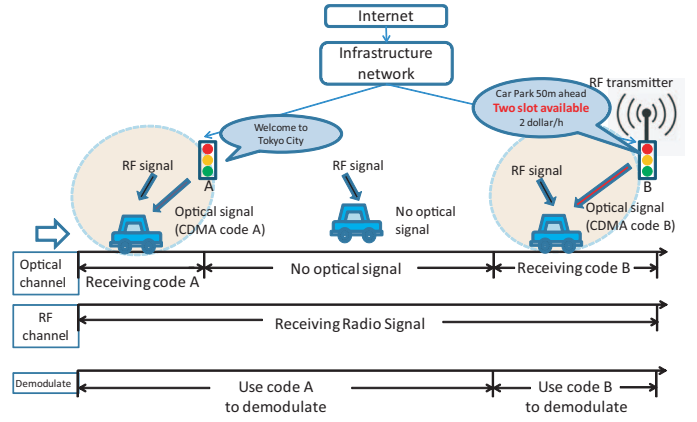 Internet
Infrastructure
network
RF transmitter
Car Park 50m ahead
Two slot available
2 dollar/h
Welcome to
Tokyo City
RF signal
A
Optical signal
(CDMA code A)
RF signal
No optical
signal
RF signal
B
Optical signal
(CDMA code B)
Optical
channel
Receiving code A
No optical signal
Receiving code B
RF
channel
Receiving Radio Signal
Demodulate
Use code A
to demodulate
Use code B
to demodulate